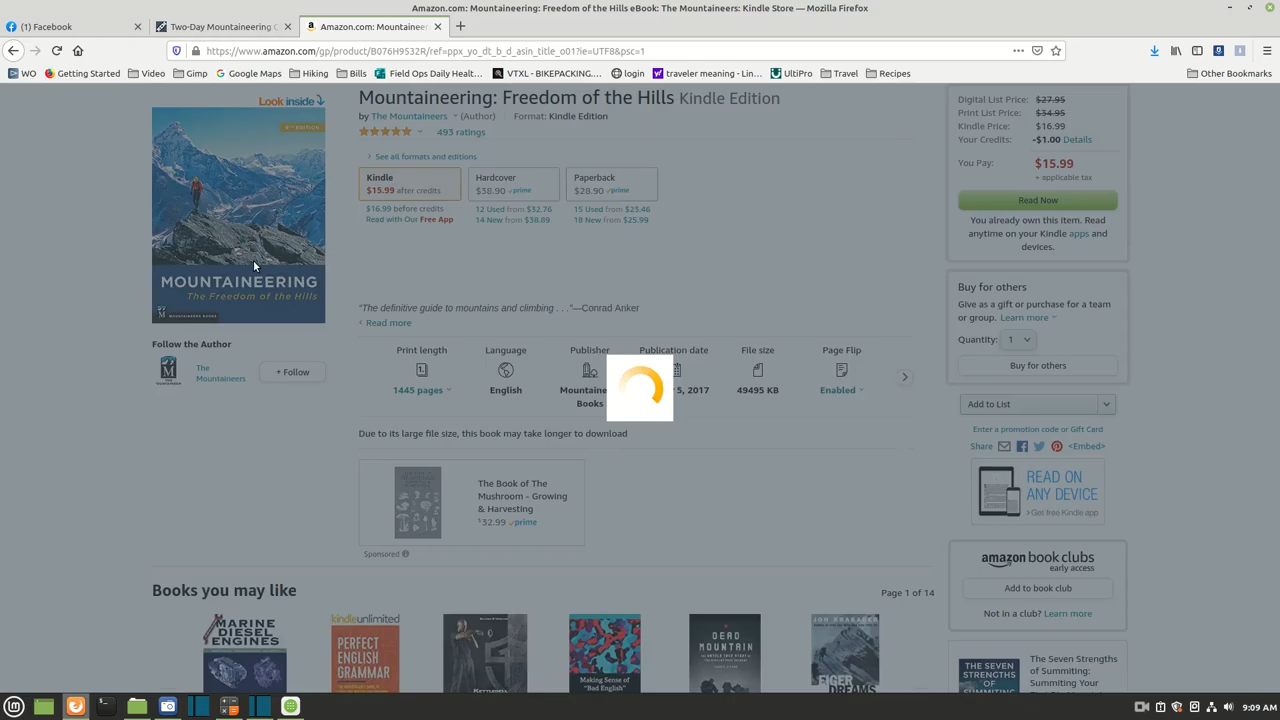 Amazon.com: Mountaineering: Freedom of the Hills eBook: The Mountaineers: Kindle Store — Mozilla Firefox
(1) Facebook
Two-Day Mountaineering C
Amazon.com: Mountaineer
https://www.amazon.com/gp/product/B076H9532R/ref=ppx_yo_dt_b_d_asin_title_o01?ie=UTF8&psc=1
WO Getting Started Video Gimp Google Maps Hiking Bills Field Ops Daily Healt... VTXL - BIKEPACKING.... login traveler meaning - Lin... UltiPro Travel Recipes Other Bookmarks
Look inside
MOUNTAINEERING
The Freedom of the Hills
MOUNTAINEERS BOOKS
Follow the Author
The
Mountaineers
+ Follow
Mountaineering: Freedom of the Hills Kindle Edition
by The Mountaineers (Author) Format: Kindle Edition
493 ratings
See all formats and editions
Kindle
$15.99 after credits
Hardcover
$38.90 prime
Paperback
$28.90 prime
$16.99 before credits
Read with Our Free App
12 Used from $32.76
14 New from $38.69
15 Used from $23.46
18 New from $25.99
“The definitive guide to mountains and climbing . . .”—Conrad Anker
Read more
Print length
1445 pages
Language
English
Publisher
Mountaine
Books
Publication date
5, 2017
File size
49495 KB
Page Flip
Enabled
Due to its large file size, this book may take longer to download
The Book of The
Mushroom - Growing
& Harvesting
$32.99 prime
Sponsored
Books you may like
Page 1 of 14
MARINE
DIESEL
ENGINES
kindleunlimited
PERFECT
ENGLISH
GRAMMAR
Making Sense of
"Bad English"
DEAD
MOUNTAIN
JON KRAKAUER
EIGER
DREAMS
Digital List Price: $27.95
Print List Price: $34.95
Kindle Price: $16.99
Your Credits: -$1.00 Details
You Pay: $15.99
+ applicable tax
Read Now
You already own this item. Read
anytime on your Kindle apps and
devices.
Buy for others
Give as a gift or purchase for a team
or group. Learn more
Quantity: 1
Buy for others
Add to List
Enter a promotion code or Gift Card
Share <Embed>
READ ON
ANY DEVICE
› Get free Kindle app
amazon book clubs
early access
Add to book club
Not in a club? Learn more
THE SEVEN
STRENGTHS
OF
SUMMITING
The Seven Strengths
of Summiting:
Summiting Your
9:09 AM